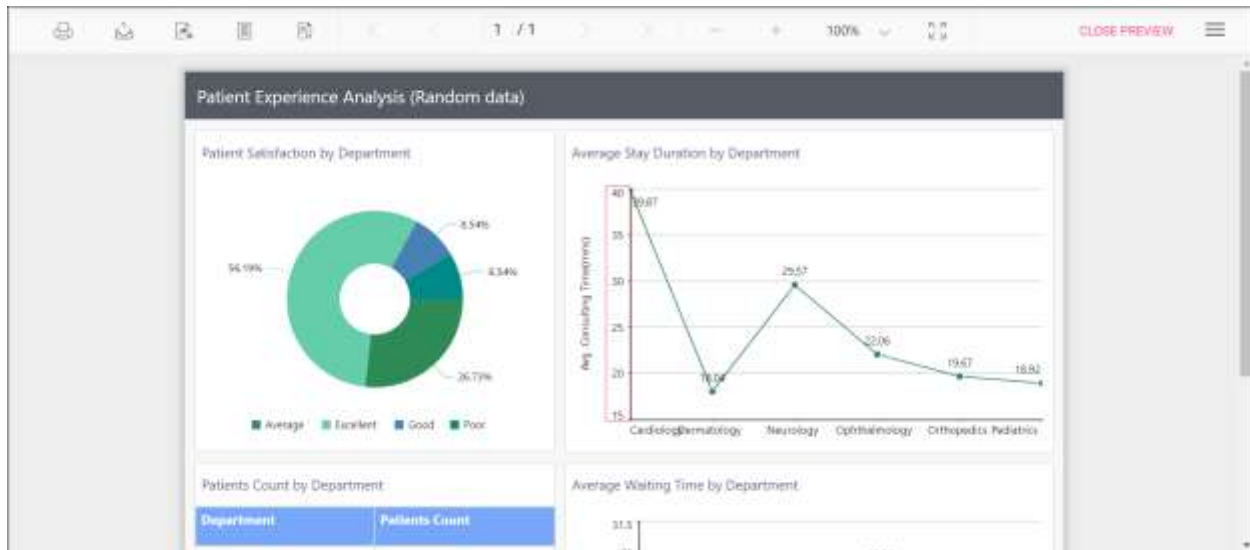 1 / 1
100%
CLOSE PREVIEW
Patient Experience Analysis (Random data)
Patient Satisfaction by Department
8.54%
8.54%
56.19%
26.73%
Average Excellent Good Poor
Average Stay Duration by Department
Avg. Consulting Time(mins)
40
35
30
25
20
15
39.87
29.57
22.06
19.67
18.92
Cardiology Dermatology Neurology Ophthalmology Orthopedics Pediatrics
Patients Count by Department
Department Patients Count
Average Waiting Time by Department
31.5